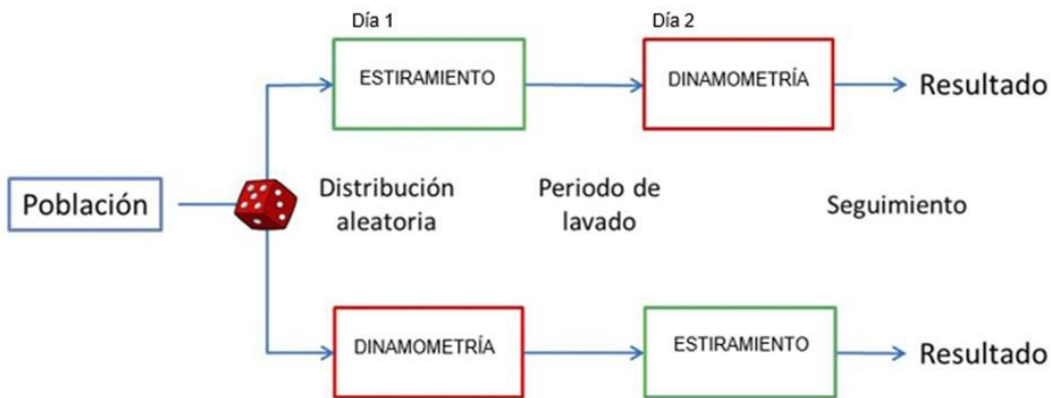 Día 1
Día 2
ESTIRAMIENTO
DINAMOMETRÍA
Resultado
Población
Distribución
aleatoria
Periodo de
lavado
Seguimiento
DINAMOMETRÍA
ESTIRAMIENTO
Resultado